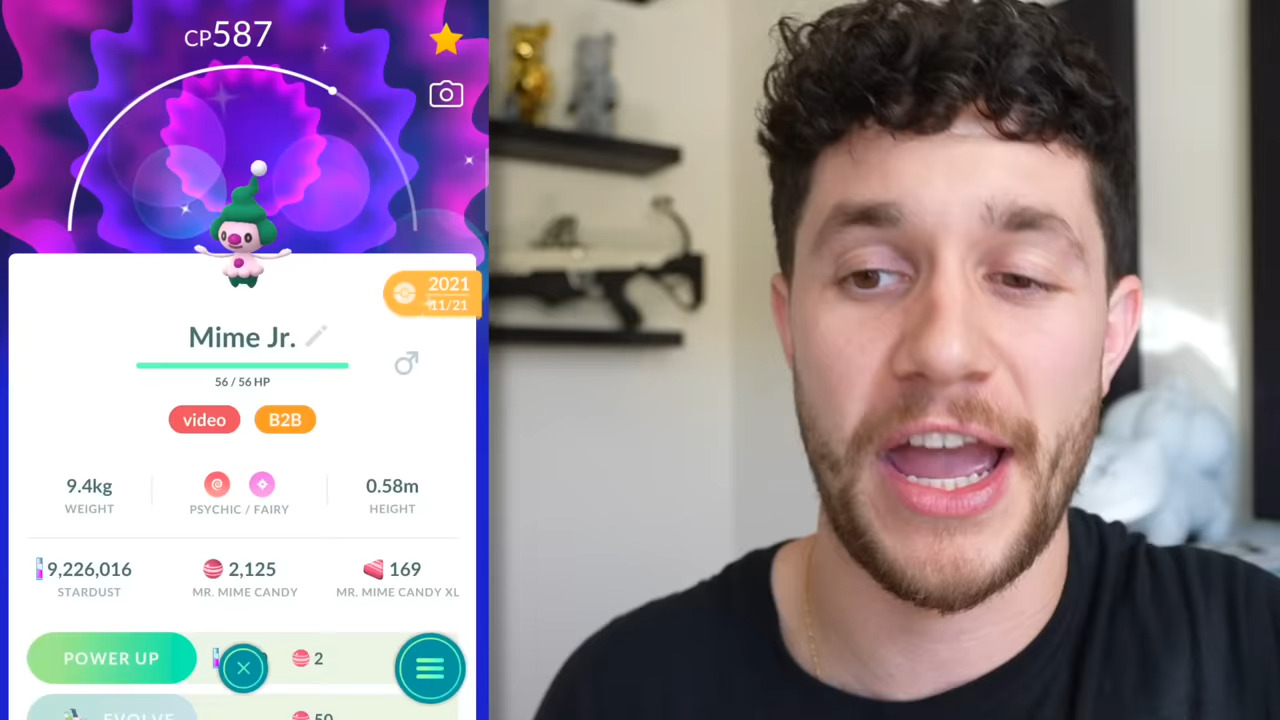 CP587
2021
11/21
Mime Jr.
56 / 56 HP
video B2B
9.4kg
WEIGHT
PSYCHIC / FAIRY
0.58m
HEIGHT
9,226,016
STARDUST
2,125
MR. MIME CANDY
169
MR. MIME CANDY XL
POWER UP
2
EVOLVE
50